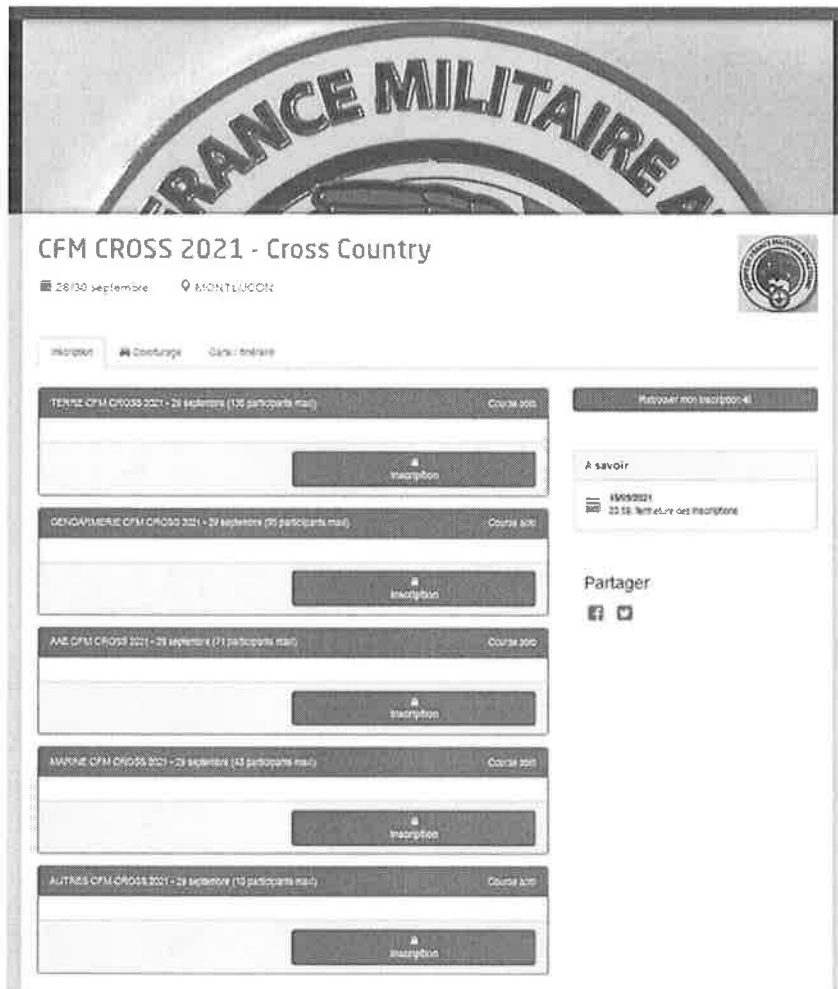 FRANCE MILITAIRE A
CFM CROSS 2021 - Cross Country
28/30 septembre MONTLUCON
Inscription Covoiturage Carte / Itinéraire
TERRE CFM CROSS 2021 - 29 septembre (136 participants max) Course solo
Inscription
GENDARMERIE CFM CROSS 2021 - 29 septembre participants max) Course solo
Inscription
AAE CFM CROSS 2021 - 29 septembre (71 participants max) Course solo
Inscription
MARINE CFM CROSS 2021 - 29 septembre (43 participants max) Course solo
Inscription
AUTRES CFM CROSS 2021 - 29 septembre (10 participants max) Course solo
Inscription
Retrouver mon inscription
A savoir
fermeture des inscriptions
Partager